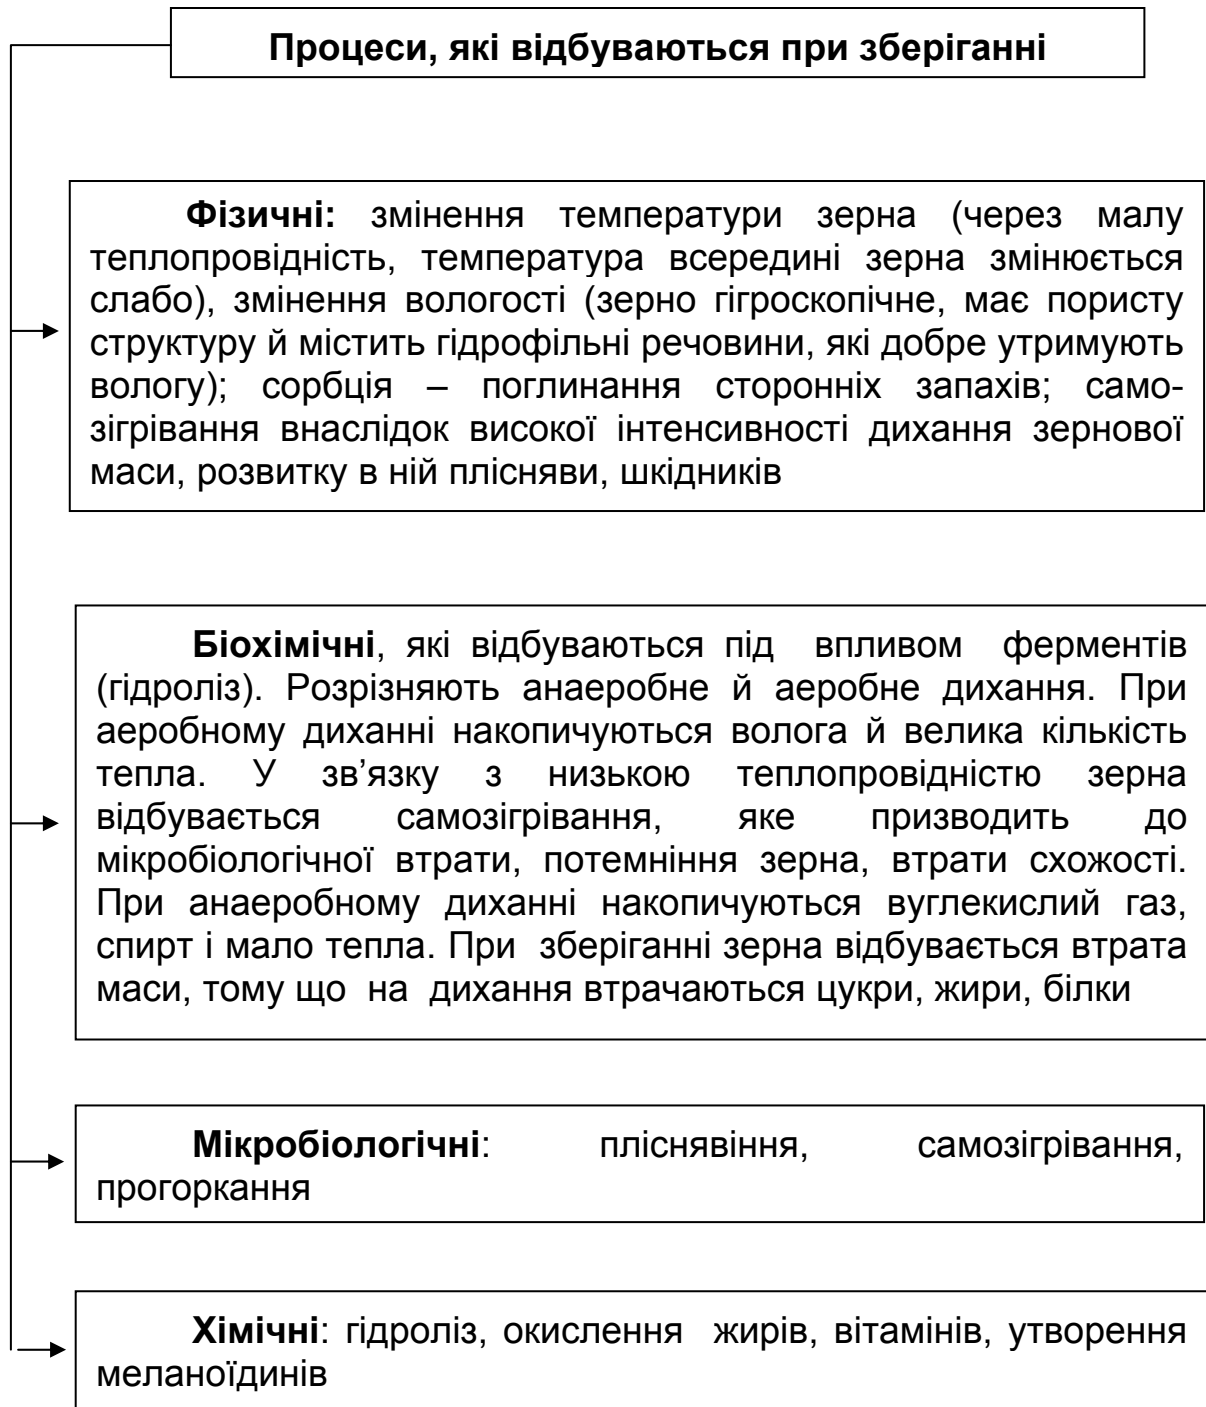 Процеси, які відбуваються при зберіганні
Фізичні: змінення температури зерна (через малу
теплопровідність, температура всередині зерна змінюється
слабо), змінення вологості (зерно гігроскопічне, має пористу
структуру й містить гідрофільні речовини, які добре утримують
вологу); сорбція – поглинання сторонніх запахів; само-
зігрівання внаслідок високої інтенсивності дихання зернової
маси, розвитку в ній плісняви, шкідників
Біохімічні, які відбуваються під впливом ферментів
(гідроліз). Розрізняють анаеробне й аеробне дихання. При
аеробному диханні накопичуються волога й велика кількість
тепла. У зв’язку з низькою теплопровідністю зерна
відбувається самозігрівання, яке призводить до
мікробіологічної втрати, потемніння зерна, втрати схожості.
При анаеробному диханні накопичуються вуглекислий газ,
спирт і мало тепла. При зберіганні зерна відбувається втрата
маси, тому що на дихання втрачаються цукри, жири, білки
Мікробіологічні: пліснявіння, самозігрівання,
прогоркання
Хімічні: гідроліз, окислення жирів, вітамінів, утворення
меланоїдинів